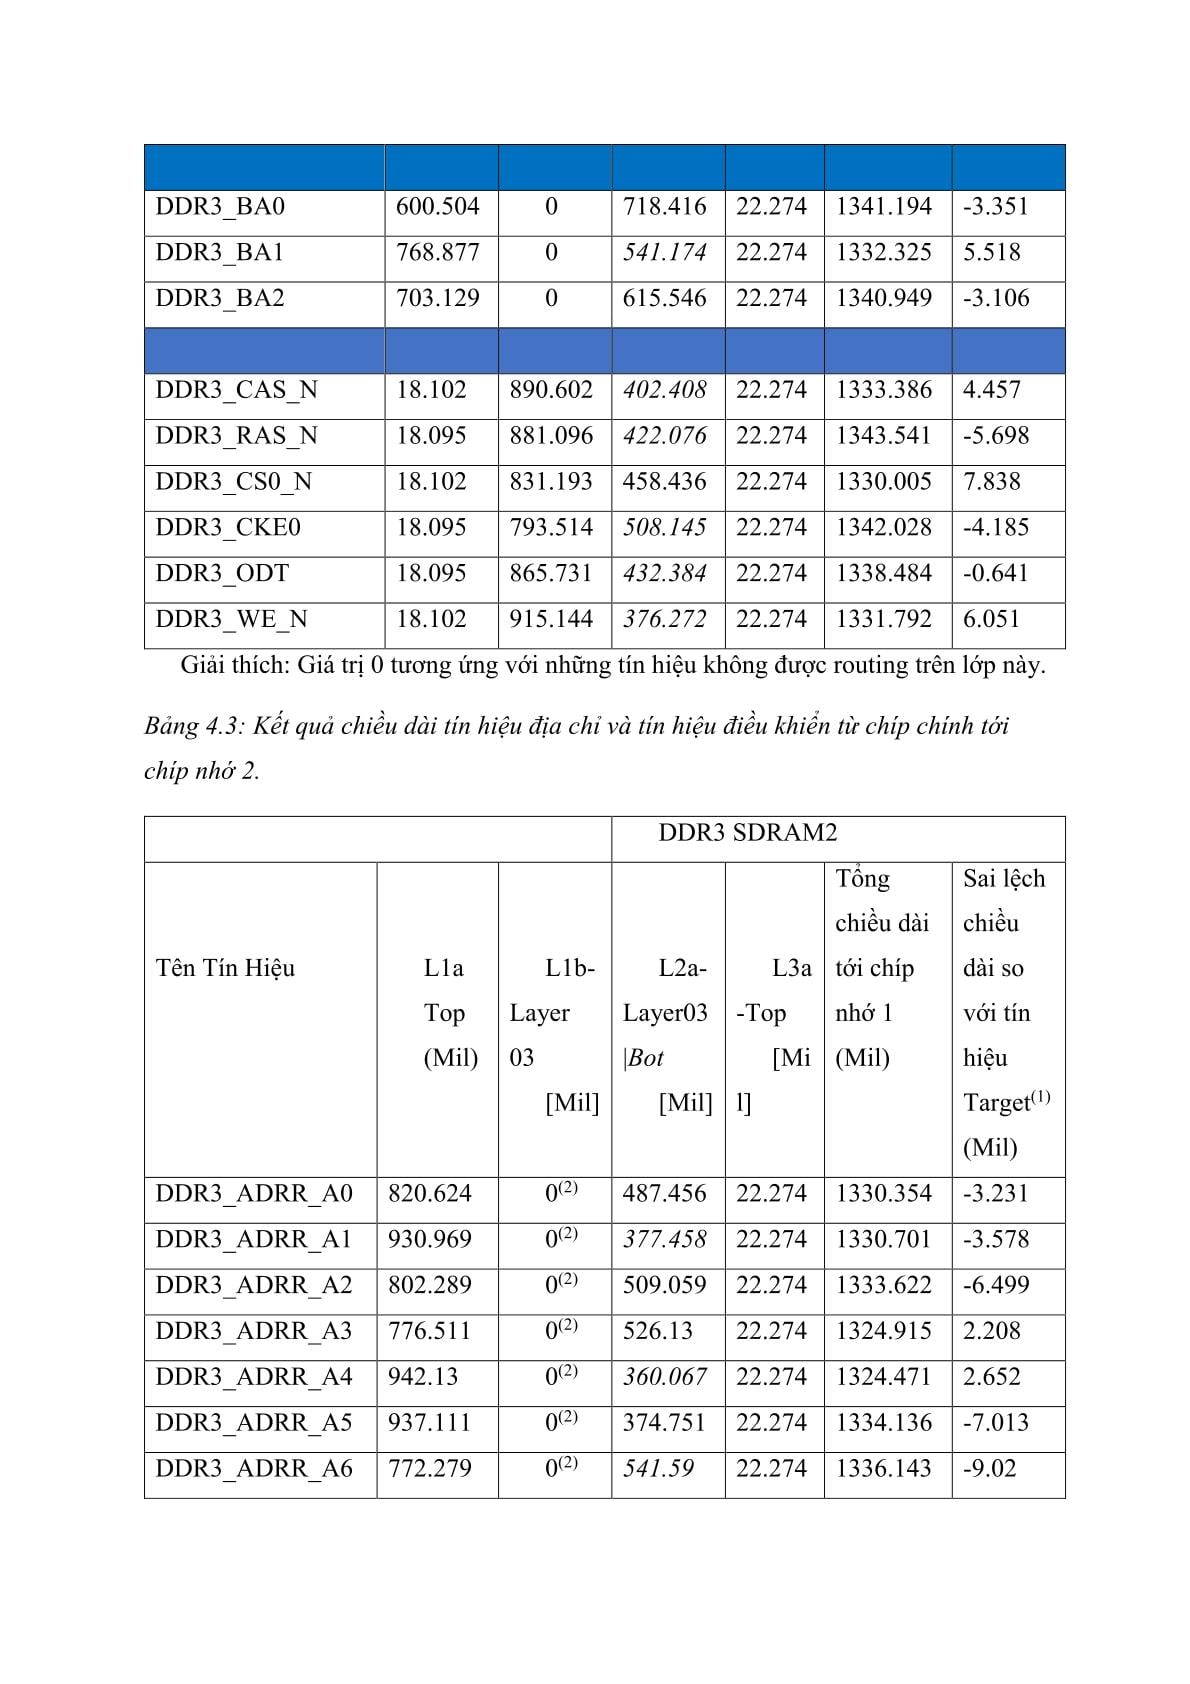 DDR3_BA0 600.504 0 718.416 22.274 1341.194 -3.351
DDR3_BA1 768.877 0 541.174 22.274 1332.325 5.518
DDR3_BA2 703.129 0 615.546 22.274 1340.949 -3.106
DDR3_CAS_N 18.102 890.602 402.408 22.274 1333.386 4.457
DDR3_RAS_N 18.095 881.096 422.076 22.274 1343.541 -5.698
DDR3_CS0_N 18.102 831.193 458.436 22.274 1330.005 7.838
DDR3_CKE0 18.095 793.514 508.145 22.274 1342.028 -4.185
DDR3_ODT 18.095 865.731 432.384 22.274 1338.484 -0.641
DDR3_WE_N 18.102 915.144 376.272 22.274 1331.792 6.051
Giải thích: Giá trị 0 tương ứng với những tín hiệu không được routing trên lớp này.
Bảng 4.3: Kết quả chiều dài tín hiệu địa chỉ và tín hiệu điều khiển từ chíp chính tới
chíp nhớ 2.
DDR3 SDRAM2
Tên Tín Hiệu
L1a
Top
(Mil)
L1b-
Layer
03
[Mil]
L2a-
Layer03
|Bot
[Mil]
L3a
-Top
[Mi
l]
Tổng
chiều dài
tới chíp
nhớ 1
(Mil)
Sai lệch
chiều
dài so
với tín
hiệu
Target(1)
(Mil)
DDR3_ADRR_A0 820.624 0(2) 487.456 22.274 1330.354 -3.231
DDR3_ADRR_A1 930.969 0(2) 377.458 22.274 1330.701 -3.578
DDR3_ADRR_A2 802.289 0(2) 509.059 22.274 1333.622 -6.499
DDR3_ADRR_A3 776.511 0(2) 526.13 22.274 1324.915 2.208
DDR3_ADRR_A4 942.13 0(2) 360.067 22.274 1324.471 2.652
DDR3_ADRR_A5 937.111 0(2) 374.751 22.274 1334.136 -7.013
DDR3_ADRR_A6 772.279 0(2) 541.59 22.274 1336.143 -9.02